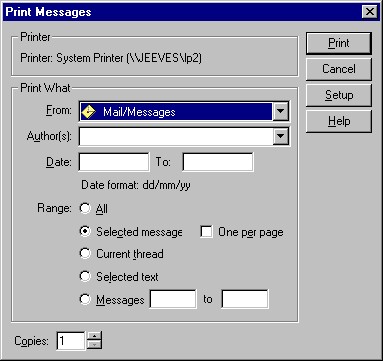 Print Messages
Printer
Printer: System Printer (\\JEEVES\lp2)
Print
Cancel
Setup
Help
Print What
From: Mail/Messages
Author(s):
Date: To:
Date format: dd/mm/yy
Range: All
Selected message One per page
Current thread
Selected text
Messages to
Copies: 1